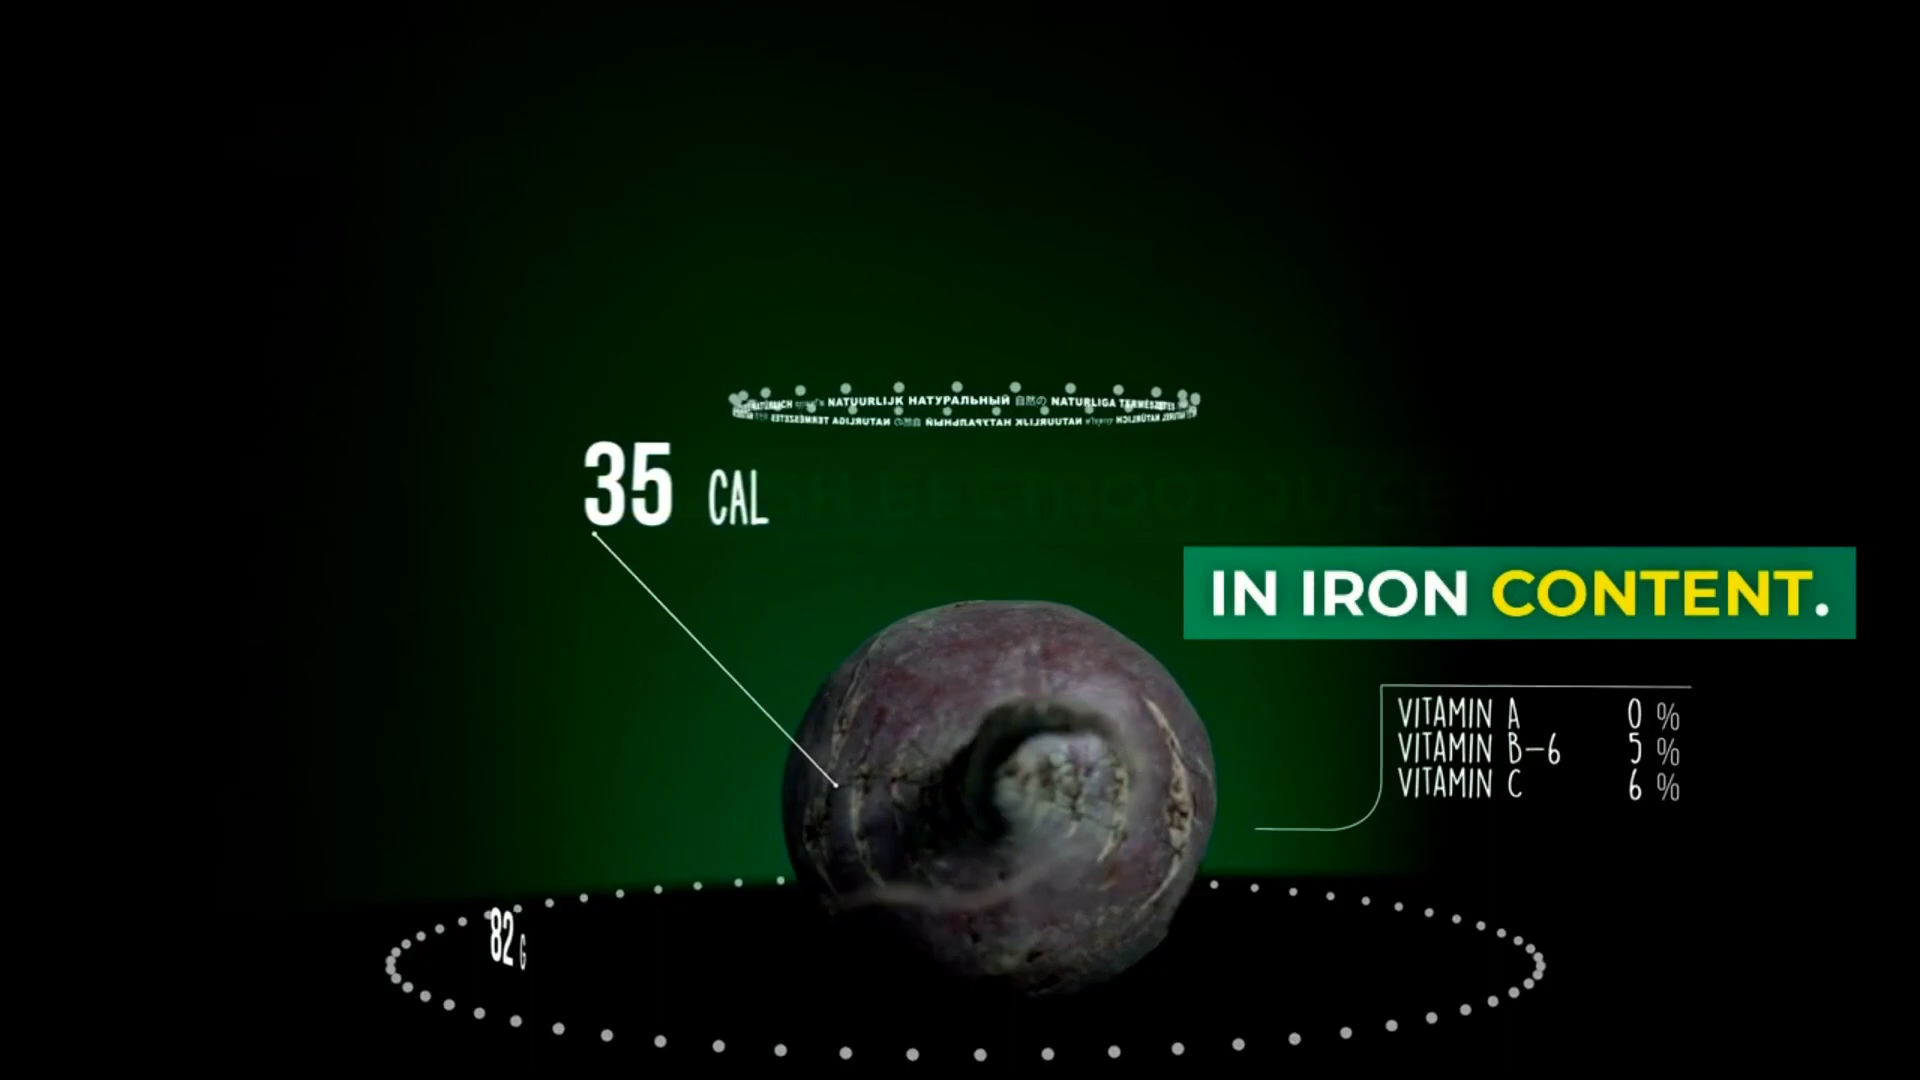 NATUURLIJK НАТУРАЛЬНЫЙ 自然の NATURLIGA TERMÉSZETES
35 CAL
IN IRON CONTENT.
VITAMIN A 0 %
VITAMIN B-6 5 %
VITAMIN C 6 %
82 G